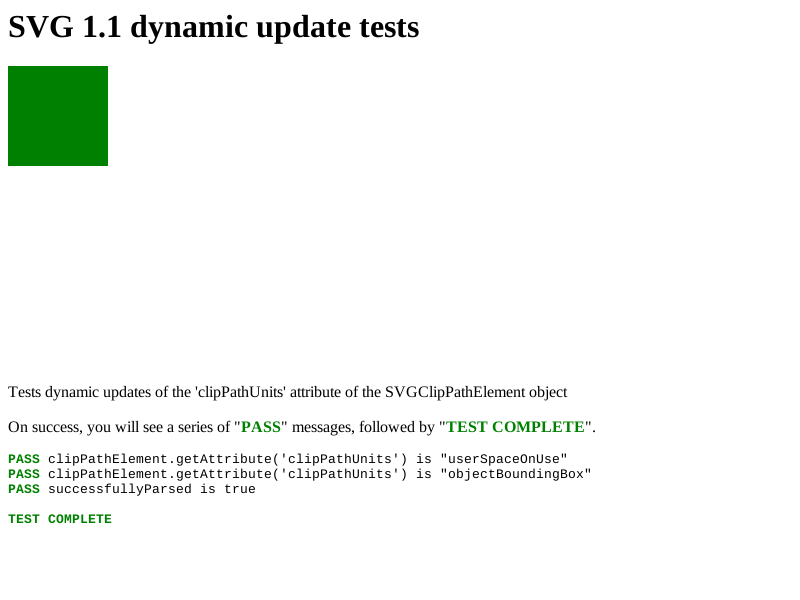 SVG 1.1 dynamic update tests
Tests dynamic updates of the 'clipPathUnits' attribute of the SVGClipPathElement object
On success, you will see a series of "PASS" messages, followed by "TEST COMPLETE".
PASS clipPathElement.getAttribute('clipPathUnits') is "userSpaceOnUse"
PASS clipPathElement.getAttribute('clipPathUnits') is "objectBoundingBox"
PASS successfullyParsed is true
TEST COMPLETE